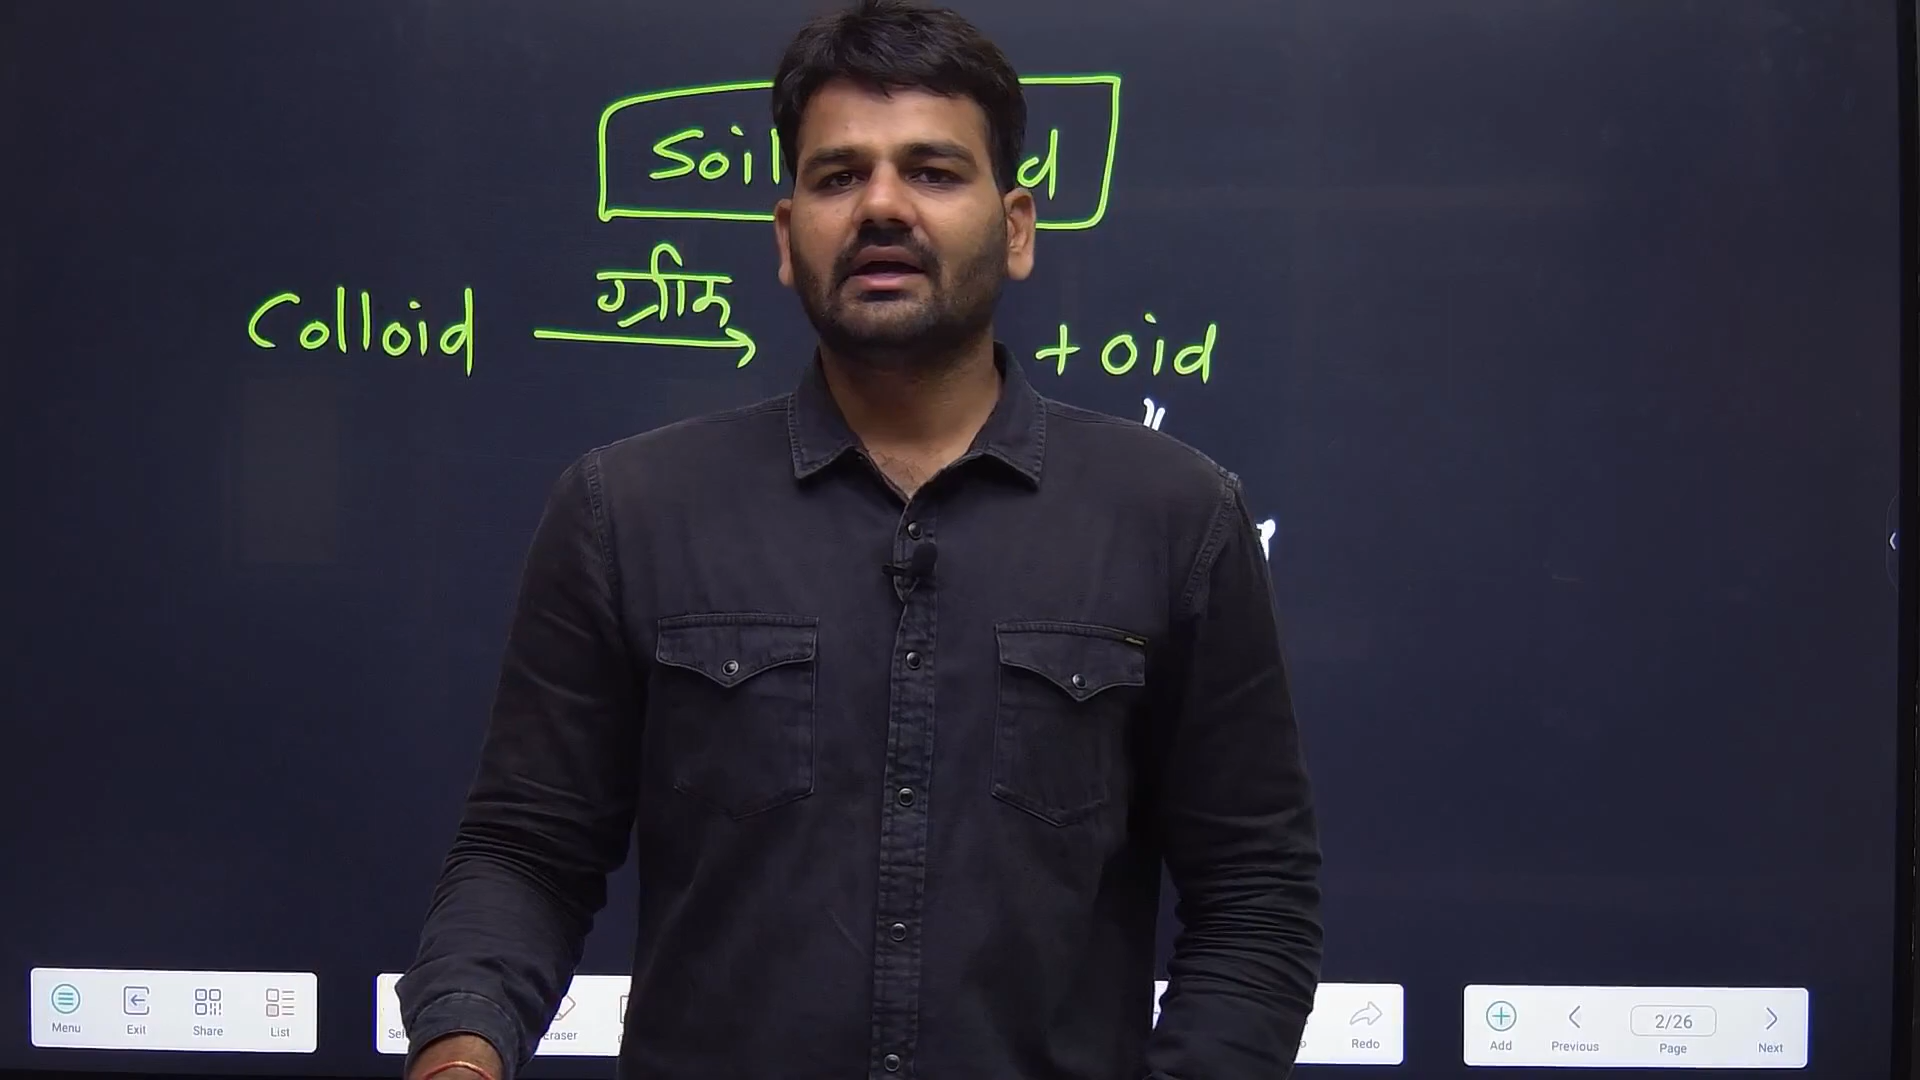 Soil
Colloid ग्रीक → + oid
Menu Exit Share List Eraser Redo Add Previous 2/26 Page Next